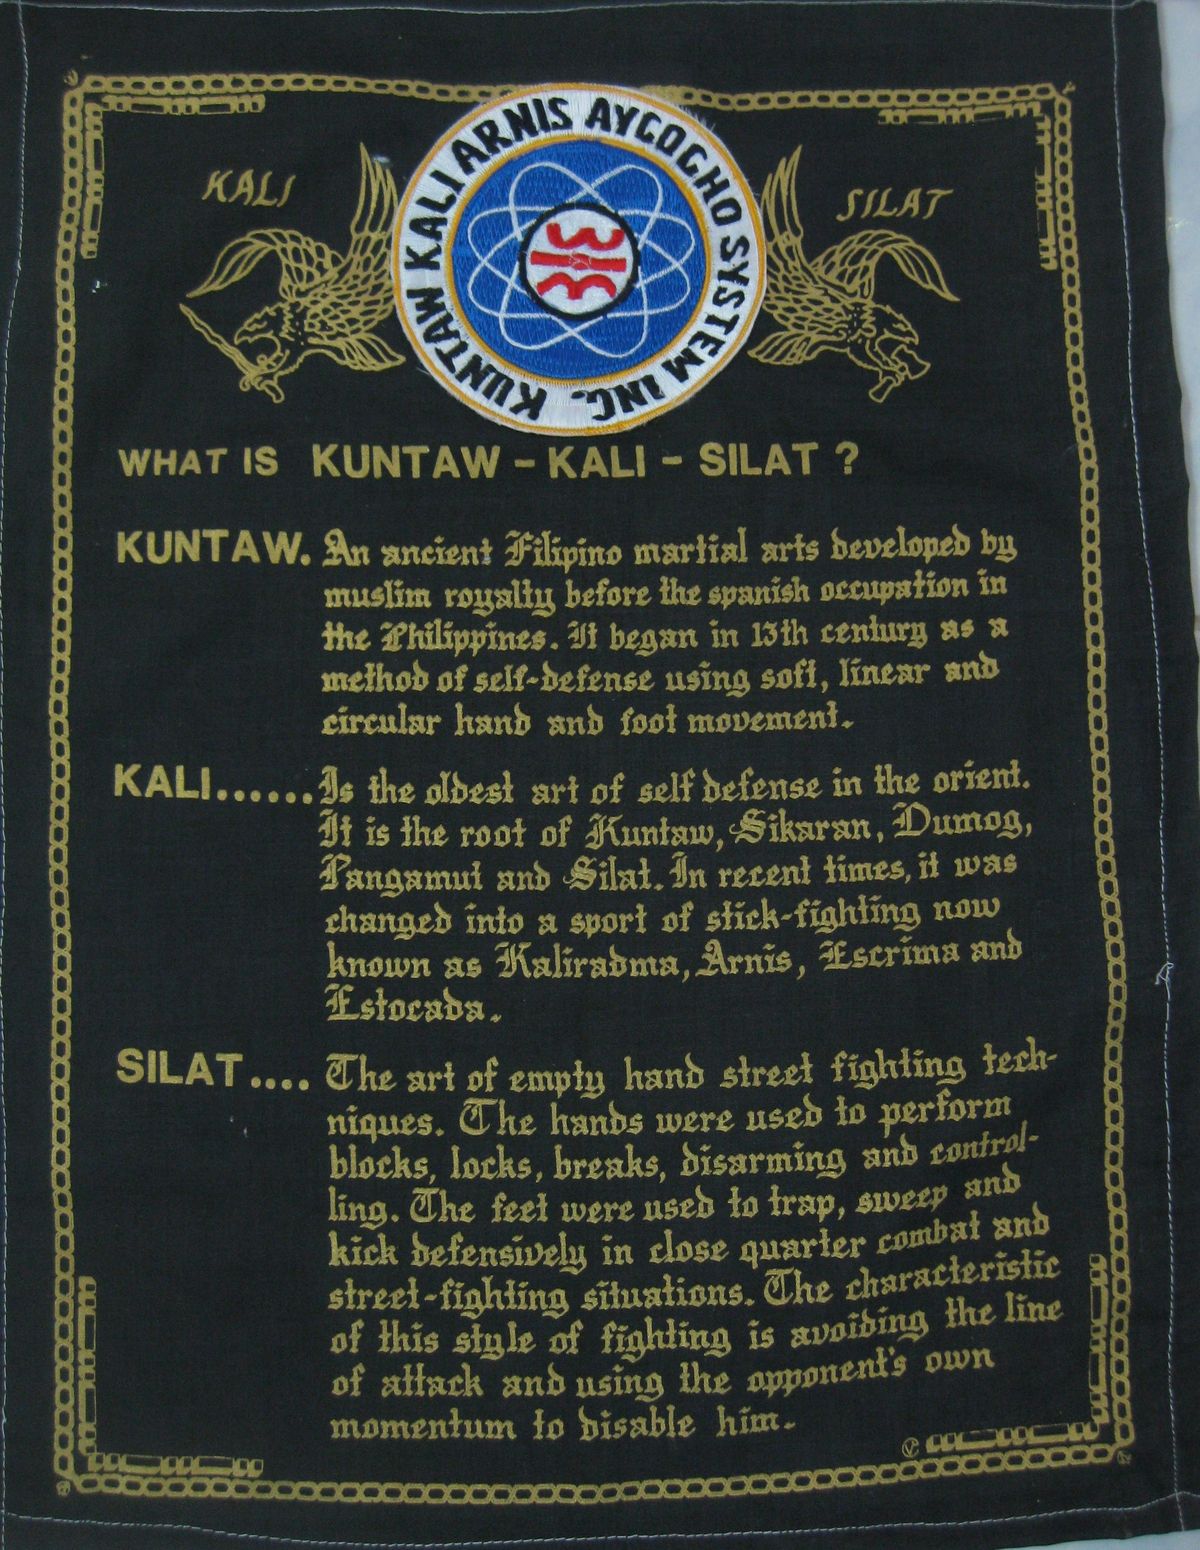 KUNTAW KALI ARNIS AYCOCHO SYSTEM INC.
KALI
SILAT
WHAT IS KUNTAW - KALI - SILAT ?
KUNTAW. An ancient Filipino martial arts developed by
muslim royalty before the spanish occupation in
the Philippines. It began in 13th century as a
method of self-defense using soft, linear and
circular hand and foot movement.
KALI...... Is the oldest art of self defense in the orient.
It is the root of Kuntaw, Sikaran, Dumog,
Pangamut and Silat. In recent times, it was
changed into a sport of stick-fighting now
known as Kaliradma, Arnis, Escrima and
Estocada.
SILAT.... The art of empty hand street fighting tech-
niques. The hands were used to perform
blocks, locks, breaks, disarming and control-
ling. The feet were used to trap, sweep and
kick defensively in close quarter combat and
street-fighting situations. The characteristic
of this style of fighting is avoiding the line
of attack and using the opponent's own
momentum to disable him.